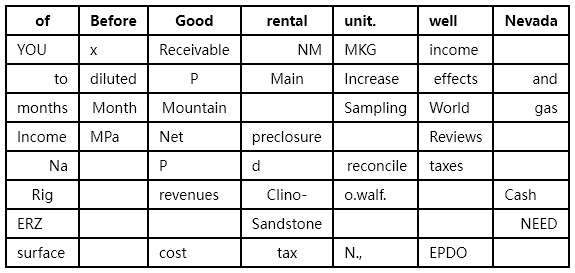 of Before Good rental unit. well Nevada
YOU x Receivable NM MKG income
to diluted P Main Increase effects and
months Month Mountain Sampling World gas
Income MPa Net preclosure Reviews
Na P d reconcile taxes
Rig revenues Clino- o.walf. Cash
ERZ Sandstone NEED
surface cost tax N., EPDO